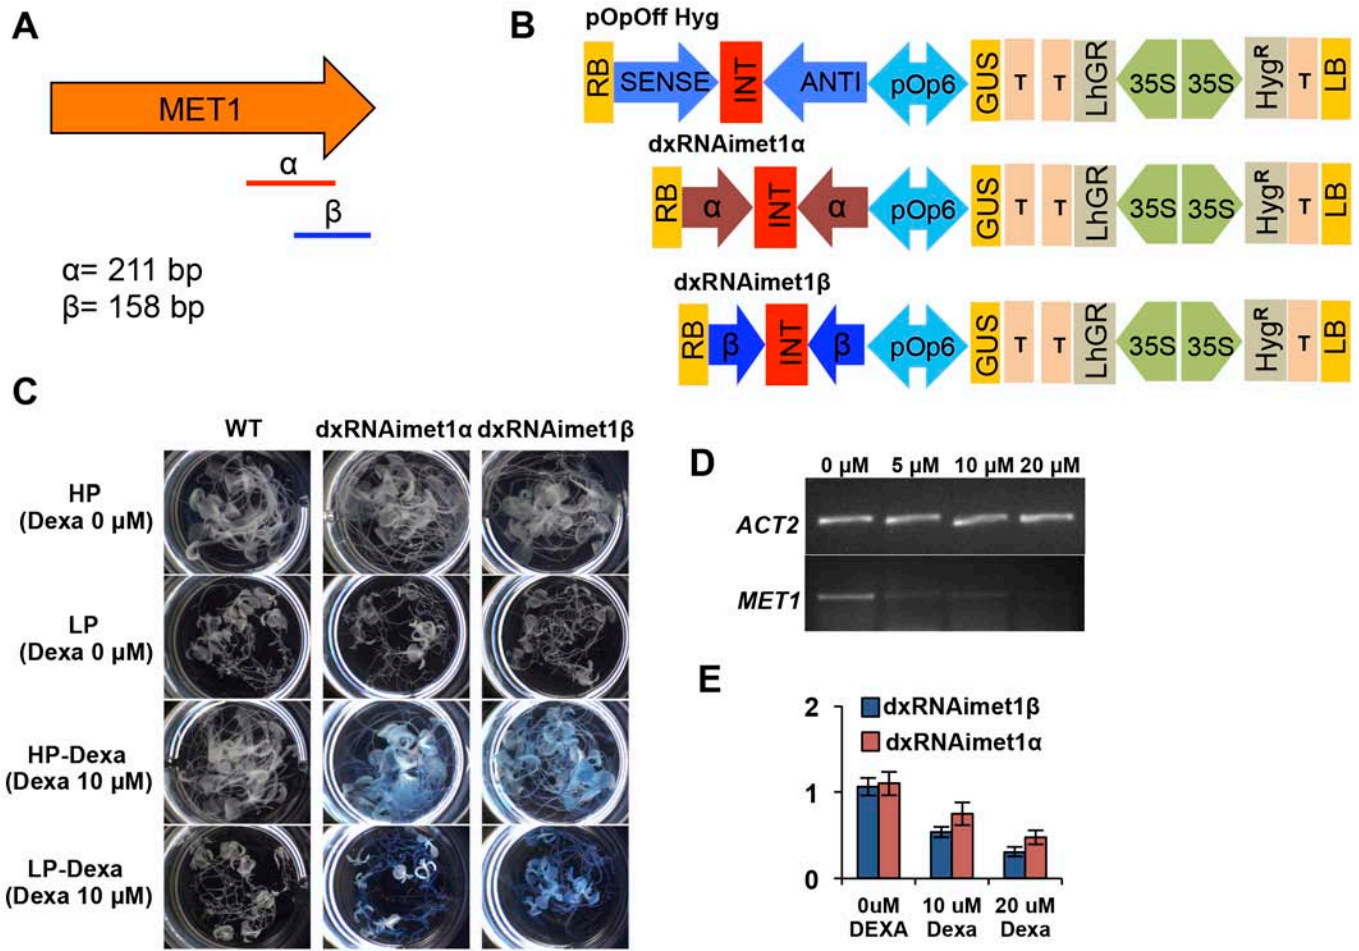 A
MET1
α
β
α= 211 bp
β= 158 bp
B
pOpOff Hyg
RB SENSE INT ANTI pOp6 GUS T T LhGR 35S 35S Hygᴿ T LB
dxRNAimet1α
RB α INT α pOp6 GUS T T LhGR 35S 35S Hygᴿ T LB
dxRNAimet1β
RB β INT β pOp6 GUS T T LhGR 35S 35S Hygᴿ T LB
C
WT dxRNAimet1α dxRNAimet1β
HP
(Dexa 0 µM)
LP
(Dexa 0 µM)
HP-Dexa
(Dexa 10 µM)
LP-Dexa
(Dexa 10 µM)
D
0 µM 5 µM 10 µM 20 µM
ACT2
MET1
E
2
1
0
dxRNAimet1β
dxRNAimet1α
0uM 10 uM 20 uM
DEXA Dexa Dexa